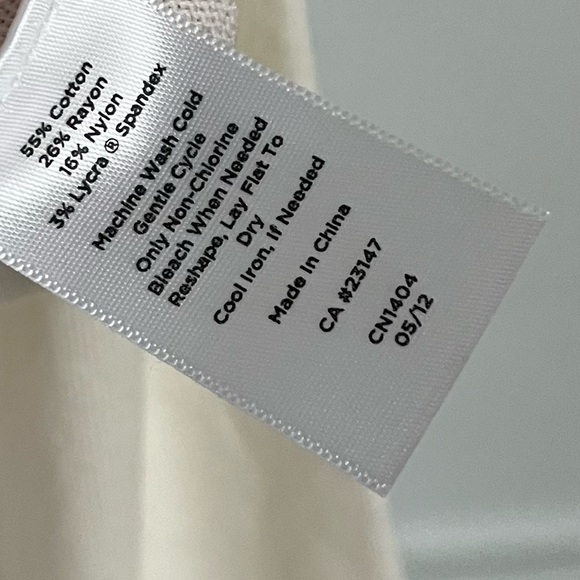 55% Cotton
26% Rayon
16% Nylon
3% Lycra ® Spandex
Machine Wash Cold
Gentle Cycle
Only Non-Chlorine
Bleach When Needed
Reshape, Lay Flat To
Dry
Cool Iron, If Needed
Made In China
CA #23147
CN1404
05/12